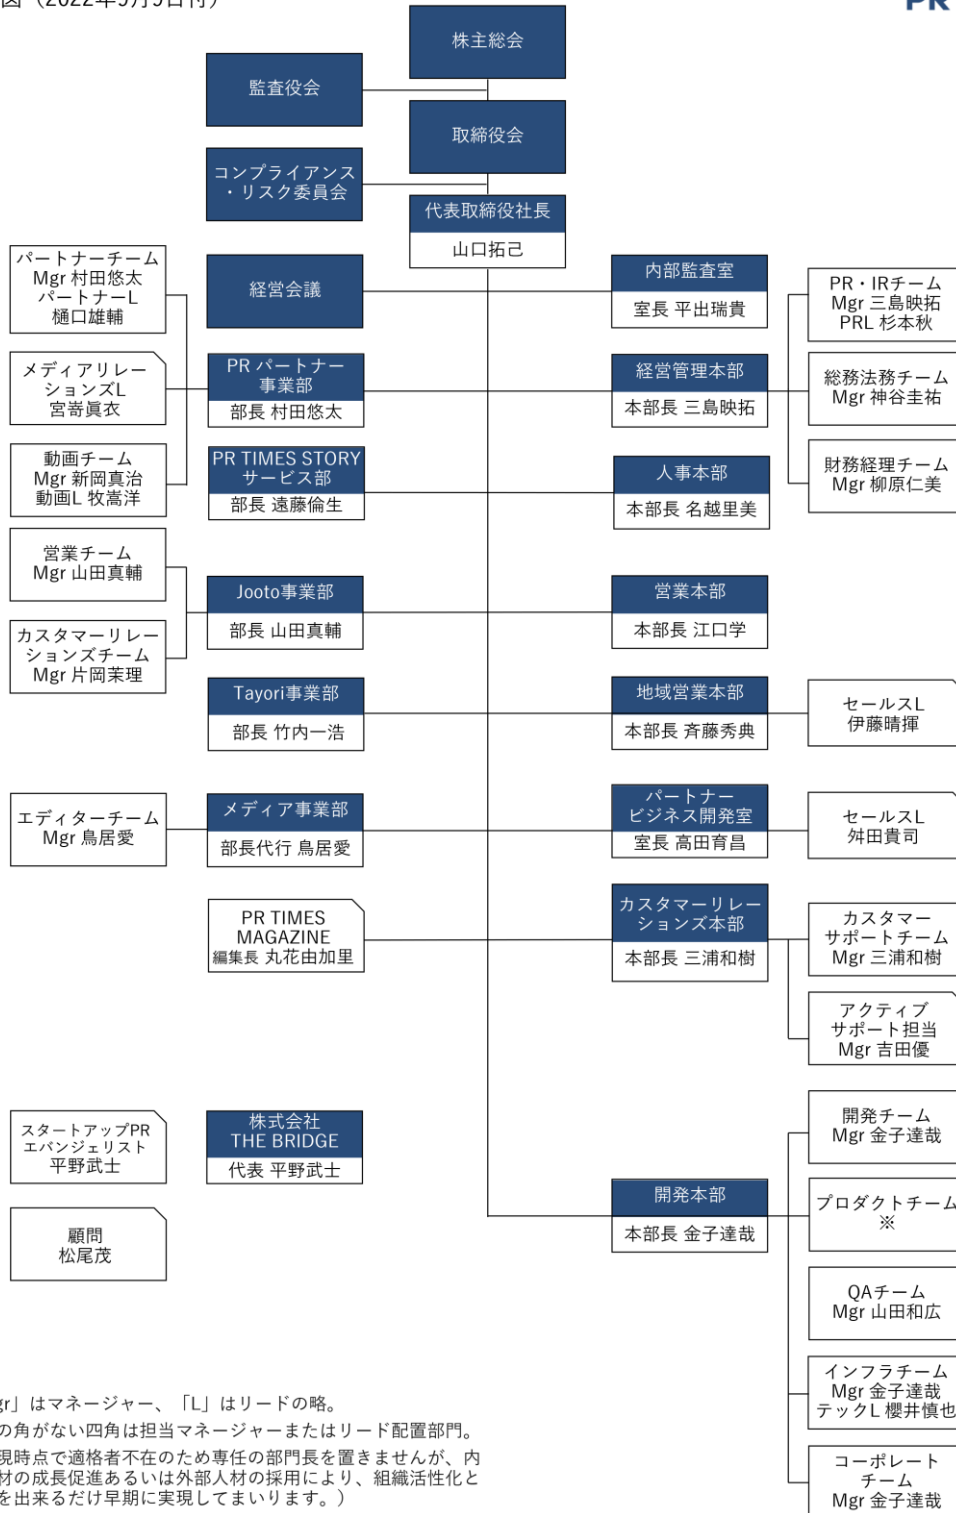 図（2022年9月9日付）
PR
株主総会
監査役会
取締役会
コンプライアンス
・リスク委員会
代表取締役社長
山口拓己
経営会議
内部監査室
室長 平出瑞貴
パートナーチーム
Mgr 村田悠太
パートナーL
樋口雄輔
メディアリレー
ションズL
宮嵜眞衣
動画チーム
Mgr 新岡真治
動画L 牧嵩洋
PR パートナー
事業部
部長 村田悠太
経営管理本部
本部長 三島映拓
PR・IRチーム
Mgr 三島映拓
PRL 杉本秋
総務法務チーム
Mgr 神谷圭祐
財務経理チーム
Mgr 柳原仁美
PR TIMES STORY
サービス部
部長 遠藤倫生
人事本部
本部長 名越里美
営業チーム
Mgr 山田真輔
カスタマーリレー
ションズチーム
Mgr 片岡茉理
Jooto事業部
部長 山田真輔
営業本部
本部長 江口学
Tayori事業部
部長 竹内一浩
地域営業本部
本部長 斉藤秀典
セールスL
伊藤晴揮
エディターチーム
Mgr 鳥居愛
メディア事業部
部長代行 鳥居愛
パートナー
ビジネス開発室
室長 高田育昌
セールスL
舛田貴司
PR TIMES
MAGAZINE
編集長 丸花由加里
カスタマーリレー
ションズ本部
本部長 三浦和樹
カスタマー
サポートチーム
Mgr 三浦和樹
アクティブ
サポート担当
Mgr 吉田優
スタートアップPR
エバンジェリスト
平野武士
株式会社
THE BRIDGE
代表 平野武士
顧問
松尾茂
開発本部
本部長 金子達哉
開発チーム
Mgr 金子達哉
プロダクトチーム
※
QAチーム
Mgr 山田和広
インフラチーム
Mgr 金子達哉
テックL 櫻井慎也
コーポレート
チーム
Mgr 金子達哉
gr」はマネージャー、「L」はリードの略。
の角がない四角は担当マネージャーまたはリード配置部門。
現時点で適格者不在のため専任の部門長を置きませんが、内
材の成長促進あるいは外部人材の採用により、組織活性化と
を出来るだけ早期に実現してまいります。）